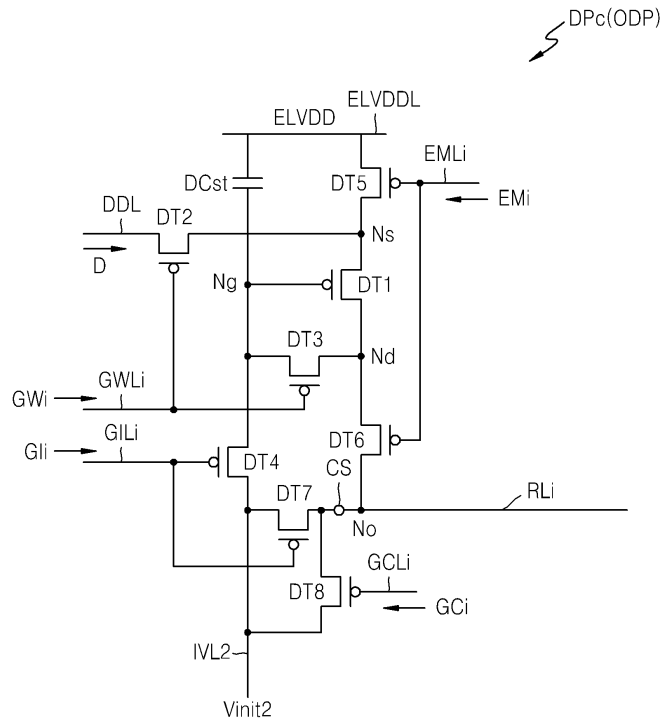 DPc(ODP)
ELVDDL
ELVDD
EMLi
DCst
DT5
EMi
DDL
DT2
Ns
D
Ng
DT1
DT3
Nd
GWLi
GWi
DT6
GILi
GIi
DT4
CS
DT7
RLi
No
GCLi
DT8
GCi
IVL2
Vinit2